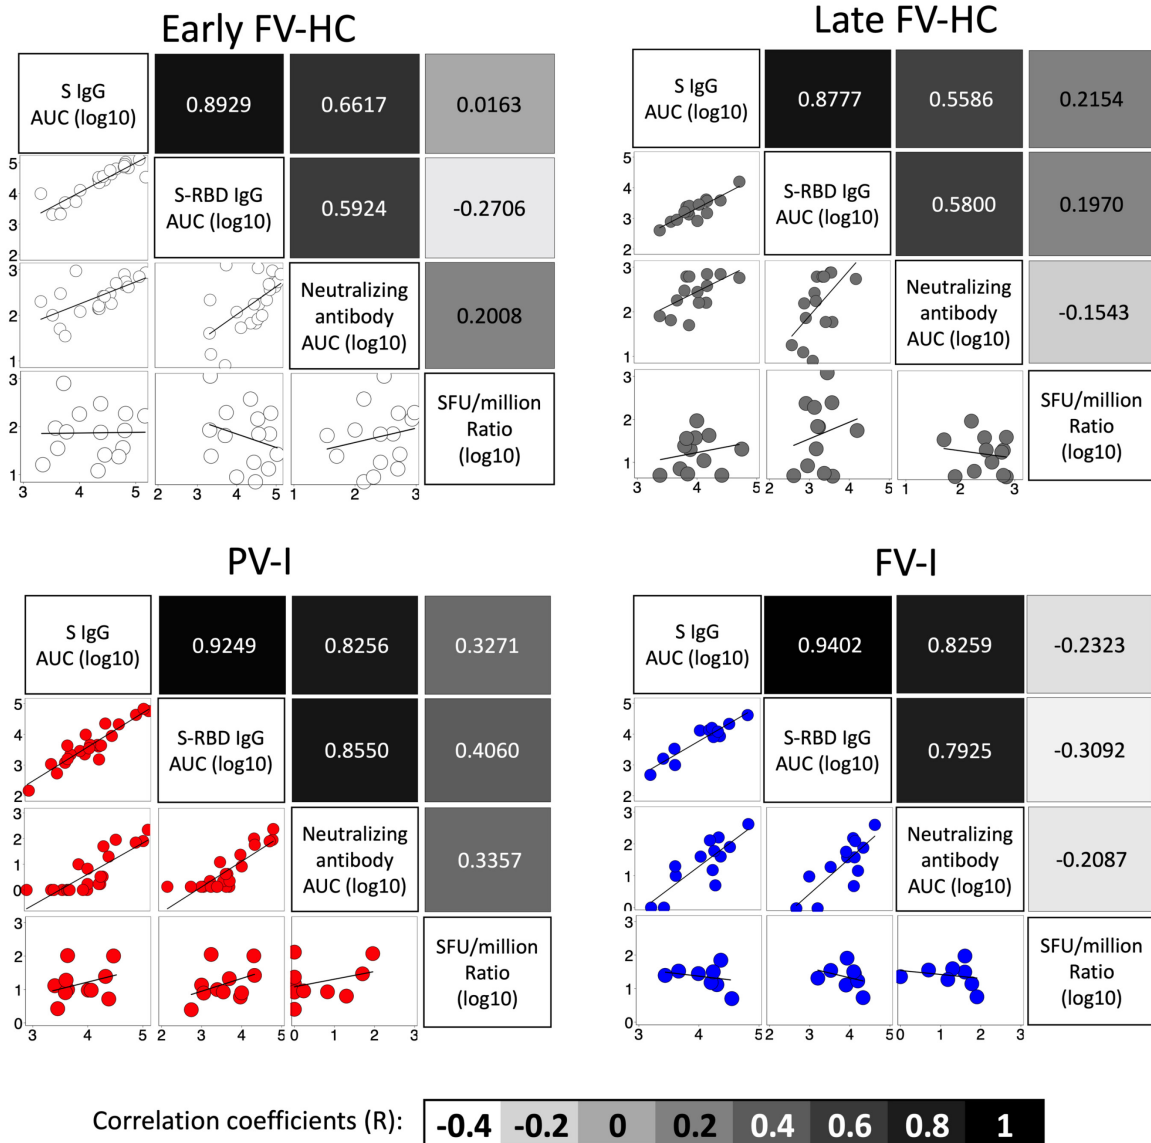 Early FV-HC
S IgG
AUC (log10)
0.8929
0.6617
0.0163
5
4
3
2
S-RBD IgG
AUC (log10)
0.5924
-0.2706
3
2
1
Neutralizing
antibody
AUC (log10)
0.2008
3
2
1
SFU/million
Ratio
(log10)
4
5
2
3
4
5
1
2
3
Late FV-HC
S IgG
AUC (log10)
0.8777
0.5586
0.2154
5
4
3
2
S-RBD IgG
AUC (log10)
0.5800
0.1970
3
2
1
Neutralizing
antibody
AUC (log10)
-0.1543
3
2
1
SFU/million
Ratio
(log10)
3
4
5
2
3
4
5
1
2
3
PV-I
S IgG
AUC (log10)
0.9249
0.8256
0.3271
5
4
3
2
S-RBD IgG
AUC (log10)
0.8550
0.4060
3
2
1
0
Neutralizing
antibody
AUC (log10)
0.3357
3
2
1
0
SFU/million
Ratio
(log10)
3
4
5
2
3
4
5
0
1
2
3
FV-I
S IgG
AUC (log10)
0.9402
0.8259
-0.2323
5
4
3
2
S-RBD IgG
AUC (log10)
0.7925
-0.3092
3
2
1
0
Neutralizing
antibody
AUC (log10)
-0.2087
3
2
1
0
SFU/million
Ratio
(log10)
3
4
5
2
3
4
5
0
1
2
3
Correlation coefficients (R): -0.4 -0.2 0 0.2 0.4 0.6 0.8 1